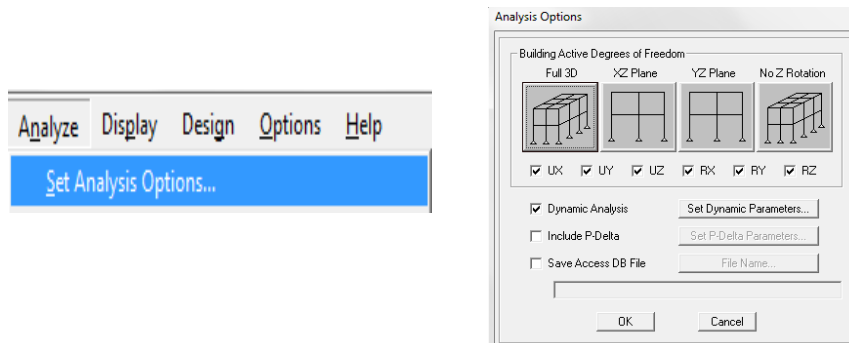 Analyze Display Design Options Help
Set Analysis Options...
Analysis Options
Building Active Degrees of Freedom
Full 3D XZ Plane YZ Plane No Z Rotation
UX UY UZ RX RY RZ
Dynamic Analysis Set Dynamic Parameters...
Include P-Delta Set P-Delta Parameters...
Save Access DB File File Name...
OK Cancel